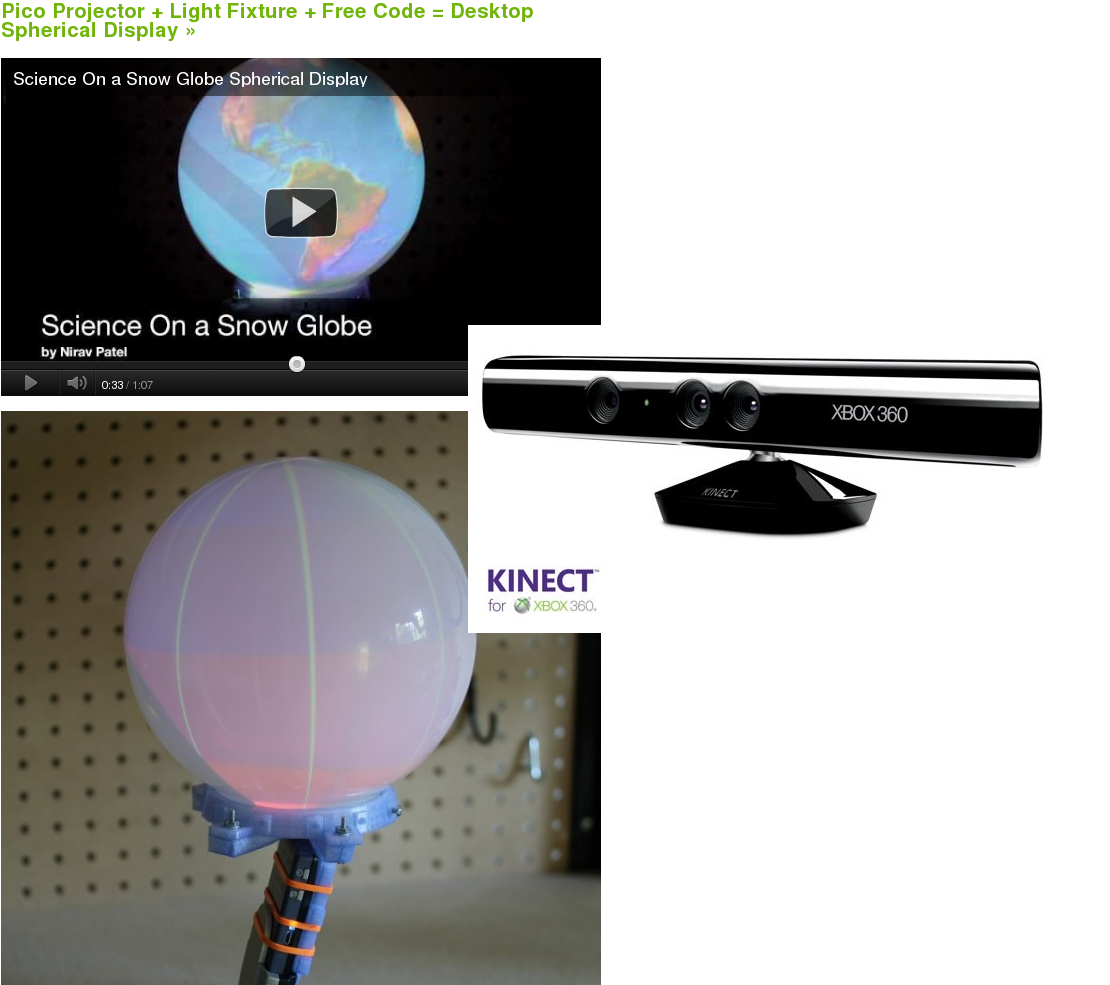 Pico Projector + Light Fixture + Free Code = Desktop
Spherical Display »
Science On a Snow Globe Spherical Display
Science On a Snow Globe
by Nirav Patel
0:33 / 1:07
XBOX 360
KINECT
KINECT™
for XBOX 360.